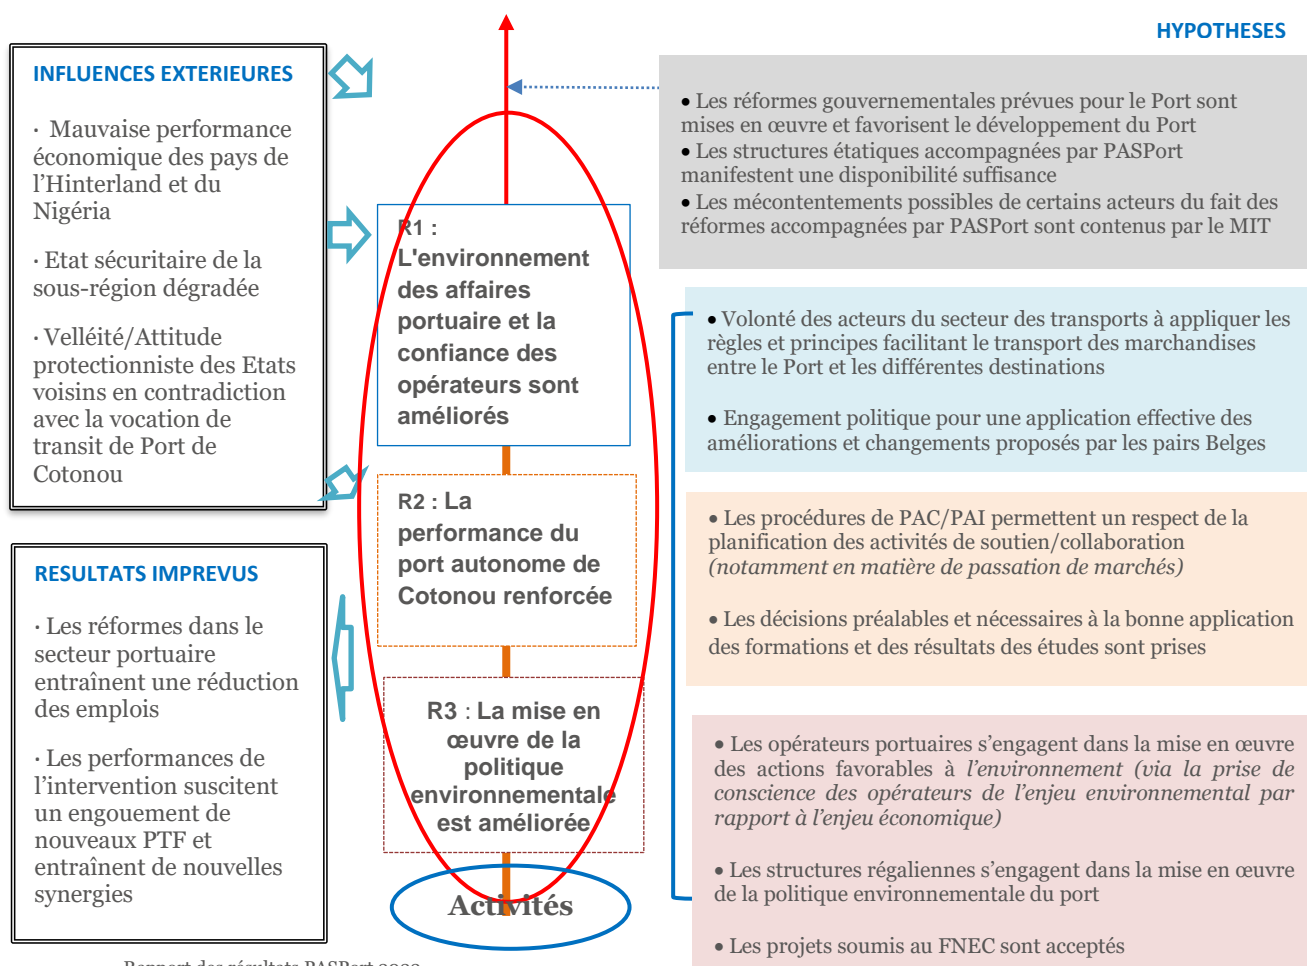 HYPOTHESES
INFLUENCES EXTERIEURES
· Mauvaise performance
économique des pays de
l'Hinterland et du
Nigéria
· Etat sécuritaire de la
sous-région dégradée
· Velléité/Attitude
protectionniste des Etats
voisins en contradiction
avec la vocation de
transit de Port de
Cotonou
RESULTATS IMPREVUS
· Les réformes dans le
secteur portuaire
entraînent une réduction
des emplois
· Les performances de
l'intervention suscitent
un engouement de
nouveaux PTF et
entraînent de nouvelles
synergies
R1 :
L'environnement
des affaires
portuaire et la
confiance des
opérateurs sont
améliorés
R2 : La
performance du
port autonome de
Cotonou renforcée
R3 : La mise en
œuvre de la
politique
environnementale
est améliorée
Activités
• Les réformes gouvernementales prévues pour le Port sont
mises en œuvre et favorisent le développement du Port
• Les structures étatiques accompagnées par PASPort
manifestent une disponibilité suffisance
• Les mécontentements possibles de certains acteurs du fait des
réformes accompagnées par PASPort sont contenus par le MIT
• Volonté des acteurs du secteur des transports à appliquer les
règles et principes facilitant le transport des marchandises
entre le Port et les différentes destinations
• Engagement politique pour une application effective des
améliorations et changements proposés par les pairs Belges
• Les procédures de PAC/PAI permettent un respect de la
planification des activités de soutien/collaboration
(notamment en matière de passation de marchés)
• Les décisions préalables et nécessaires à la bonne application
des formations et des résultats des études sont prises
• Les opérateurs portuaires s'engagent dans la mise en œuvre
des actions favorables à l'environnement (via la prise de
conscience des opérateurs de l'enjeu environnemental par
rapport à l'enjeu économique)
• Les structures régaliennes s'engagent dans la mise en œuvre
de la politique environnementale du port
• Les projets soumis au FNEC sont acceptés
Rapport des résultats PASPort